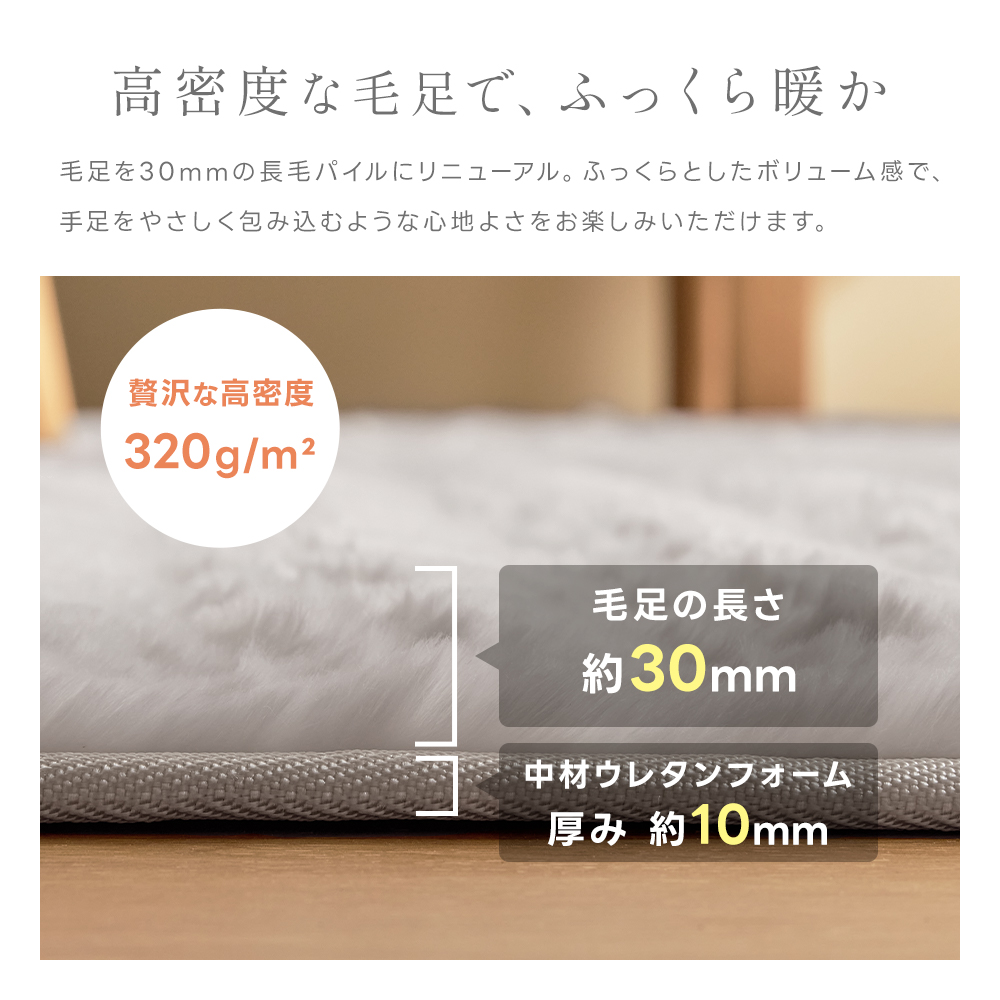 高密度な毛足で、ふっくら暖か
毛足を30mmの長毛パイルにリニューアル。ふっくらとしたボリューム感で、
手足をやさしく包み込むような心地よさをお楽しみいただけます。
贅沢な高密度
320g/m²
毛足の長さ
約30mm
中材ウレタンフォーム
厚み 約10mm